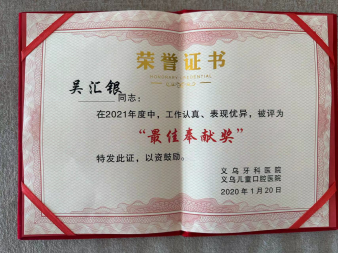 荣誉证书
HONORARY CREDENTIAL
吴汇银
同志：
在2021年度中，工作认真、表现优异，被评为
“最佳奉献奖”
特发此证，以资鼓励。
义乌牙科医院
义乌儿童口腔医院
2020年1月20日